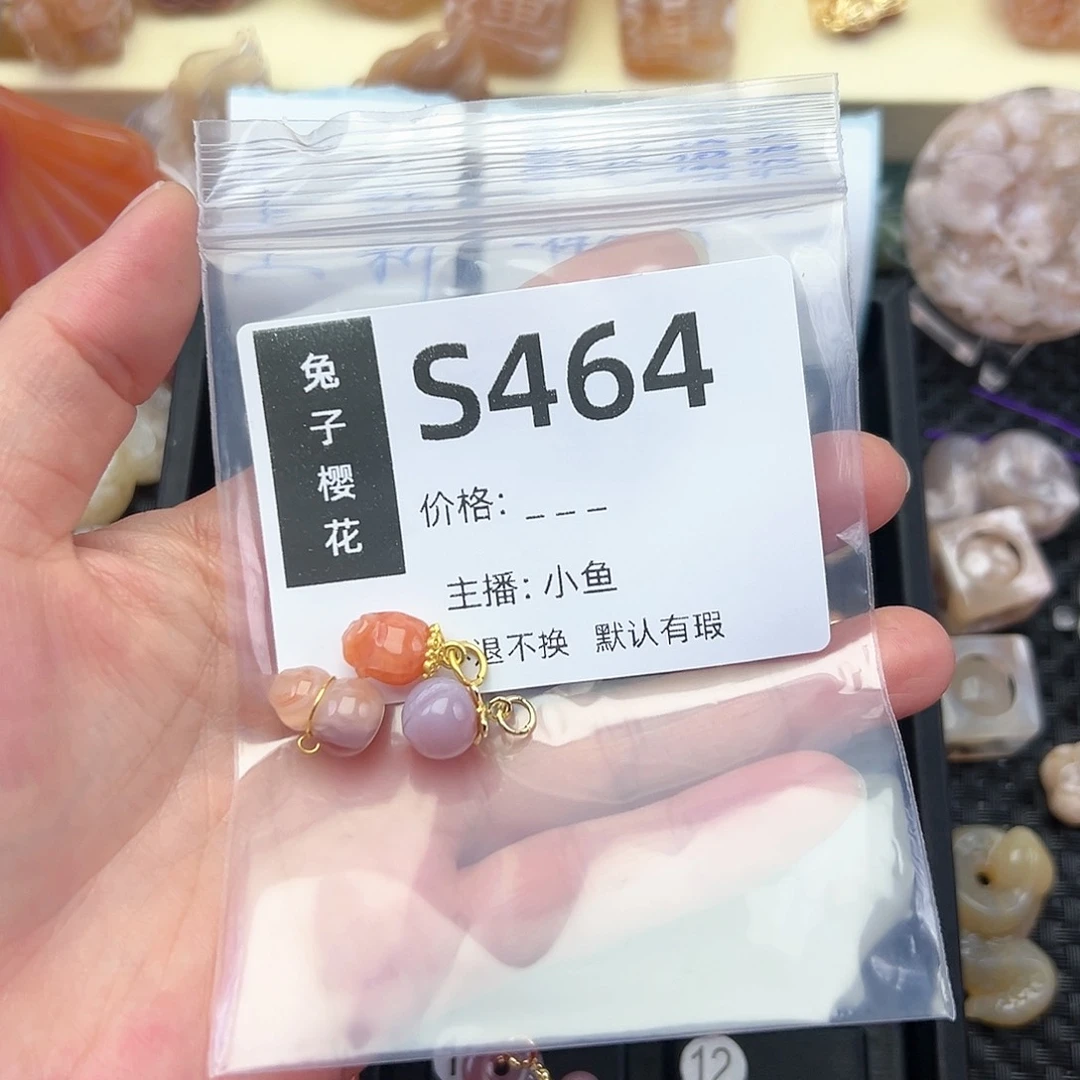 兔子樱花
S464
价格: _ _ _
主播: 小鱼
退不换 默认有瑕
12